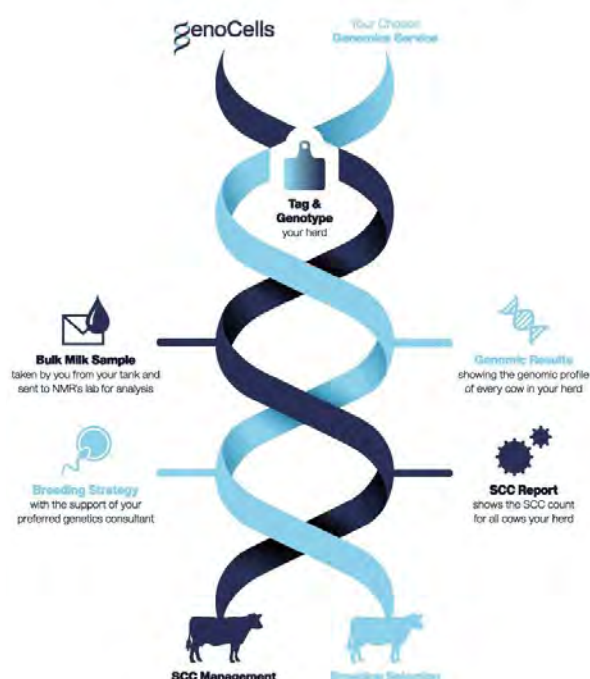 genoCells
Your Chosen
Genomics Service
Tag &
Genotype
your herd
Bulk Milk Sample
taken by you from your tank and
sent to NMR's lab for analysis
Genomic Results
showing the genomic profile
of every cow in your herd
Breeding Strategy
with the support of your
preferred genetics consultant
SCC Report
shows the SCC count
for all cows your herd
SCC Management
Breeding Selection